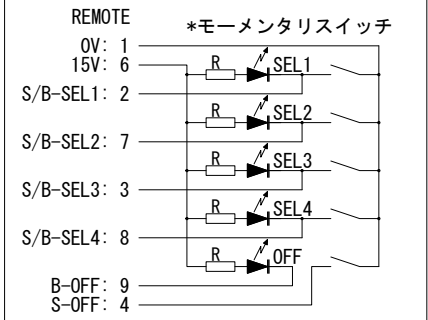 REMOTE
*モーメンタリスイッチ
0V: 1
15V: 6
R SEL1
S/B-SEL1: 2
R SEL2
S/B-SEL2: 7
R SEL3
S/B-SEL3: 3
R SEL4
S/B-SEL4: 8
R OFF
B-OFF: 9
S-OFF: 4